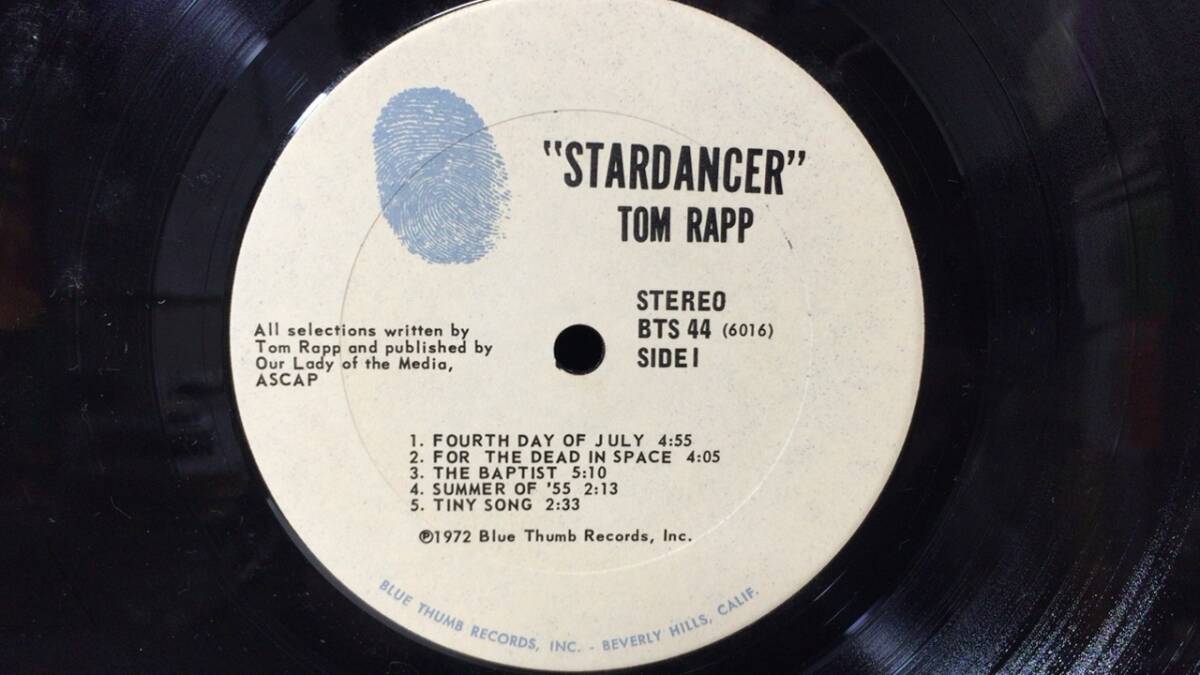 "STARDANCER"
TOM RAPP
STEREO
BTS 44 (6016)
SIDE I
All selections written by
Tom Rapp and published by
Our Lady of the Media,
ASCAP
1. FOURTH DAY OF JULY 4:55
2. FOR THE DEAD IN SPACE 4:05
3. THE BAPTIST 5:10
4. SUMMER OF '55 2:13
5. TINY SONG 2:33
℗1972 Blue Thumb Records, Inc.
BLUE THUMB RECORDS, INC. - BEVERLY HILLS, CALIF.